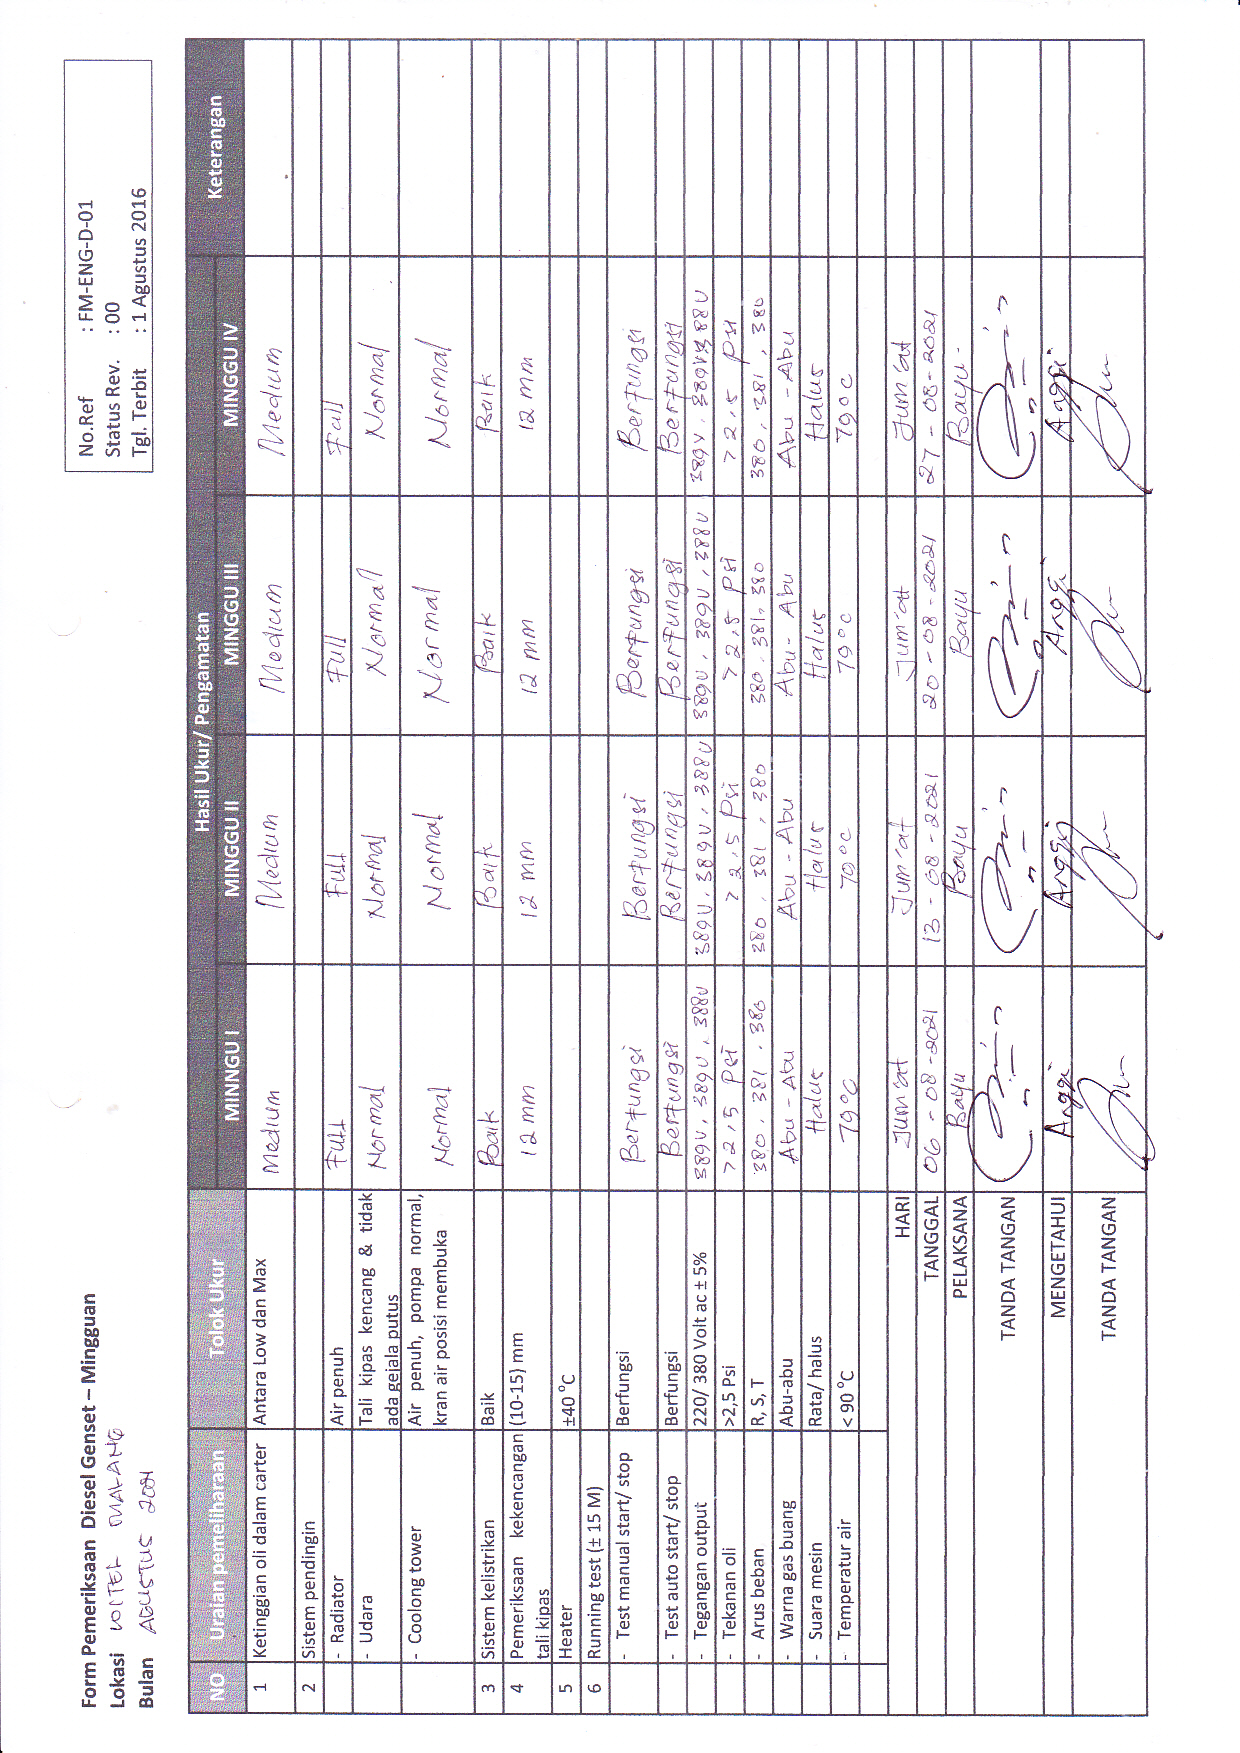 Form Pemeriksaan Diesel Genset – Mingguan
Lokasi VOITEL MALANG
Bulan AGUSTUS 2021
No.Ref : FM-ENG-D-01
Status Rev. : 00
Tgl. Terbit : 1 Agustus 2016
NO Uraian pemeliharaan Tolok Ukur Hasil Ukur/ Pengamatan Keterangan
MINNGU I MINGGU II MINGGU III MINGGU IV
1 Ketinggian oli dalam carter Antara Low dan Max Medium Medium Medium Medium
2 Sistem pendingin
- Radiator Air penuh Full Full Full Full
- Udara Tali kipas kencang & tidak ada gejala putus Normal Normal Normal Normal
- Coolong tower Air penuh, pompa normal, kran air posisi membuka Normal Normal Normal Normal
3 Sistem kelistrikan Baik Baik Baik Baik Baik
4 Pemeriksaan kekencangan tali kipas (10-15) mm 12 mm 12 mm 12 mm 12 mm
5 Heater ±40 °C
6 Running test (± 15 M)
- Test manual start/ stop Berfungsi Berfungsi Berfungsi Berfungsi Berfungsi
- Test auto start/ stop Berfungsi Berfungsi Berfungsi Berfungsi Berfungsi
- Tegangan output 220/ 380 Volt ac ± 5% 389V, 389V, 388V 389V, 389V, 388V 389V, 389V, 388V 389V, 389V, 388V
- Tekanan oli >2,5 Psi >2,5 Psi >2,5 Psi >2,5 Psi >2,5 Psi
- Arus beban R, S, T 380, 381, 380 380, 381, 380 380, 381, 380 380, 381, 380
- Warna gas buang Abu-abu Abu - Abu Abu - Abu Abu - Abu Abu - Abu
- Suara mesin Rata/ halus Halus Halus Halus Halus
- Temperatur air < 90 °C 79°C 79°C 79°C 79°C
HARI Jum'at Jum'at Jum'at Jum'at
TANGGAL 06 - 08 - 2021 13 - 08 - 2021 20 - 08 - 2021 27 - 08 - 2021
PELAKSANA Bayu Bayu Bayu Bayu
TANDA TANGAN
MENGETAHUI Anggi Anggi Anggi Anggi
TANDA TANGAN